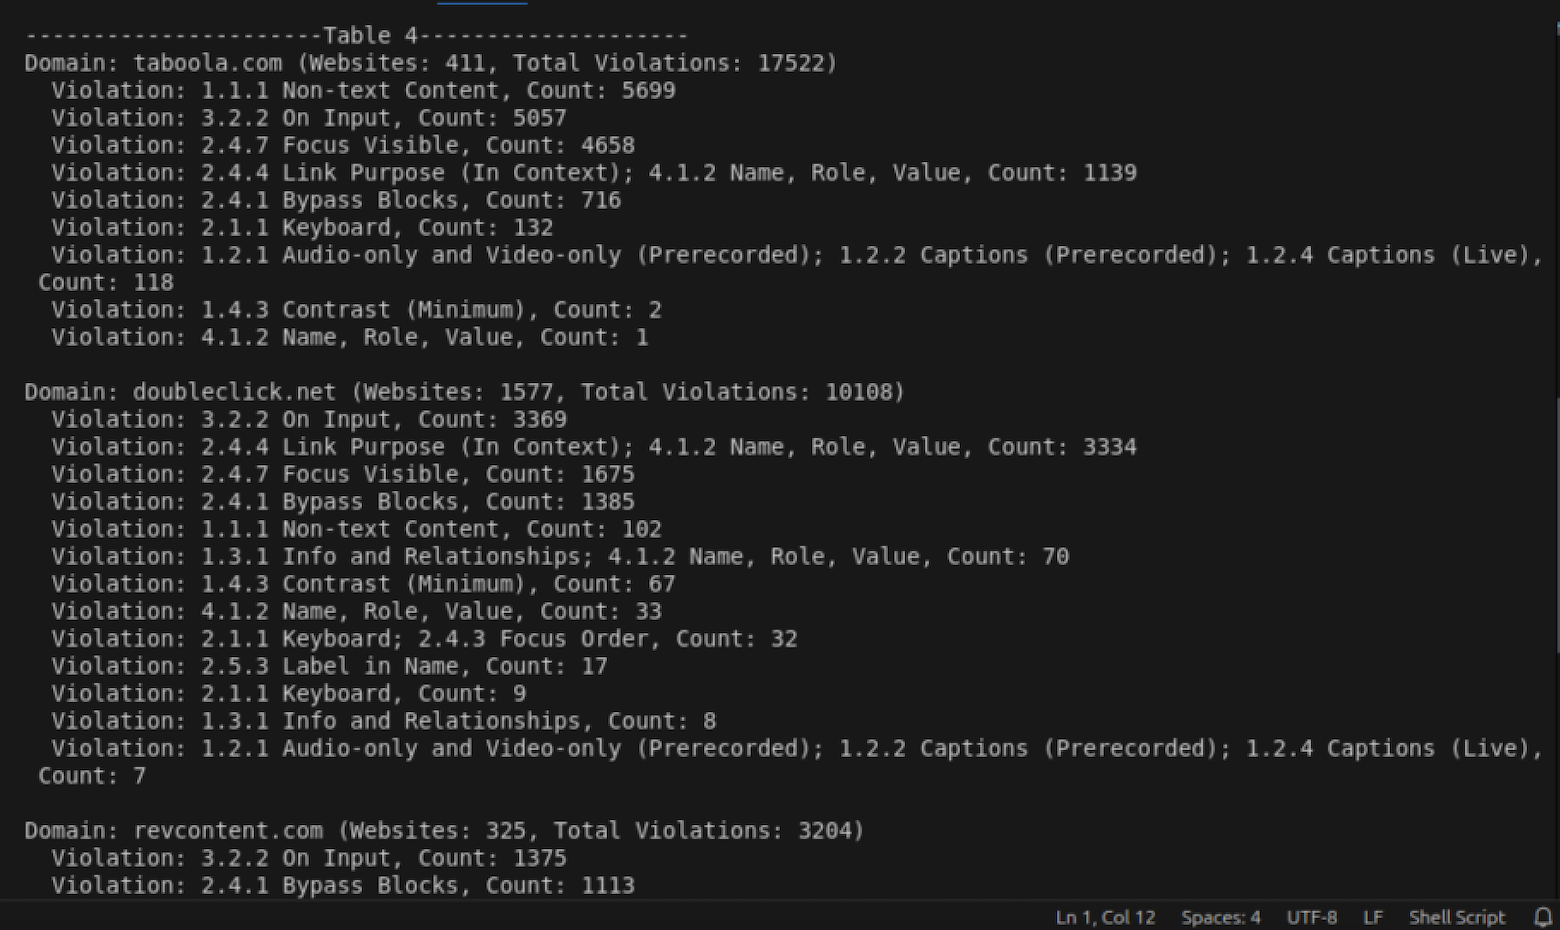 ----------------------Table 4--------------------
Domain: taboola.com (Websites: 411, Total Violations: 17522)
  Violation: 1.1.1 Non-text Content, Count: 5699
  Violation: 3.2.2 On Input, Count: 5057
  Violation: 2.4.7 Focus Visible, Count: 4658
  Violation: 2.4.4 Link Purpose (In Context); 4.1.2 Name, Role, Value, Count: 1139
  Violation: 2.4.1 Bypass Blocks, Count: 716
  Violation: 2.1.1 Keyboard, Count: 132
  Violation: 1.2.1 Audio-only and Video-only (Prerecorded); 1.2.2 Captions (Prerecorded); 1.2.4 Captions (Live),
 Count: 118
  Violation: 1.4.3 Contrast (Minimum), Count: 2
  Violation: 4.1.2 Name, Role, Value, Count: 1

Domain: doubleclick.net (Websites: 1577, Total Violations: 10108)
  Violation: 3.2.2 On Input, Count: 3369
  Violation: 2.4.4 Link Purpose (In Context); 4.1.2 Name, Role, Value, Count: 3334
  Violation: 2.4.7 Focus Visible, Count: 1675
  Violation: 2.4.1 Bypass Blocks, Count: 1385
  Violation: 1.1.1 Non-text Content, Count: 102
  Violation: 1.3.1 Info and Relationships; 4.1.2 Name, Role, Value, Count: 70
  Violation: 1.4.3 Contrast (Minimum), Count: 67
  Violation: 4.1.2 Name, Role, Value, Count: 33
  Violation: 2.1.1 Keyboard; 2.4.3 Focus Order, Count: 32
  Violation: 2.5.3 Label in Name, Count: 17
  Violation: 2.1.1 Keyboard, Count: 9
  Violation: 1.3.1 Info and Relationships, Count: 8
  Violation: 1.2.1 Audio-only and Video-only (Prerecorded); 1.2.2 Captions (Prerecorded); 1.2.4 Captions (Live),
 Count: 7

Domain: revcontent.com (Websites: 325, Total Violations: 3204)
  Violation: 3.2.2 On Input, Count: 1375
  Violation: 2.4.1 Bypass Blocks, Count: 1113
Ln 1, Col 12 Spaces: 4 UTF-8 LF Shell Script